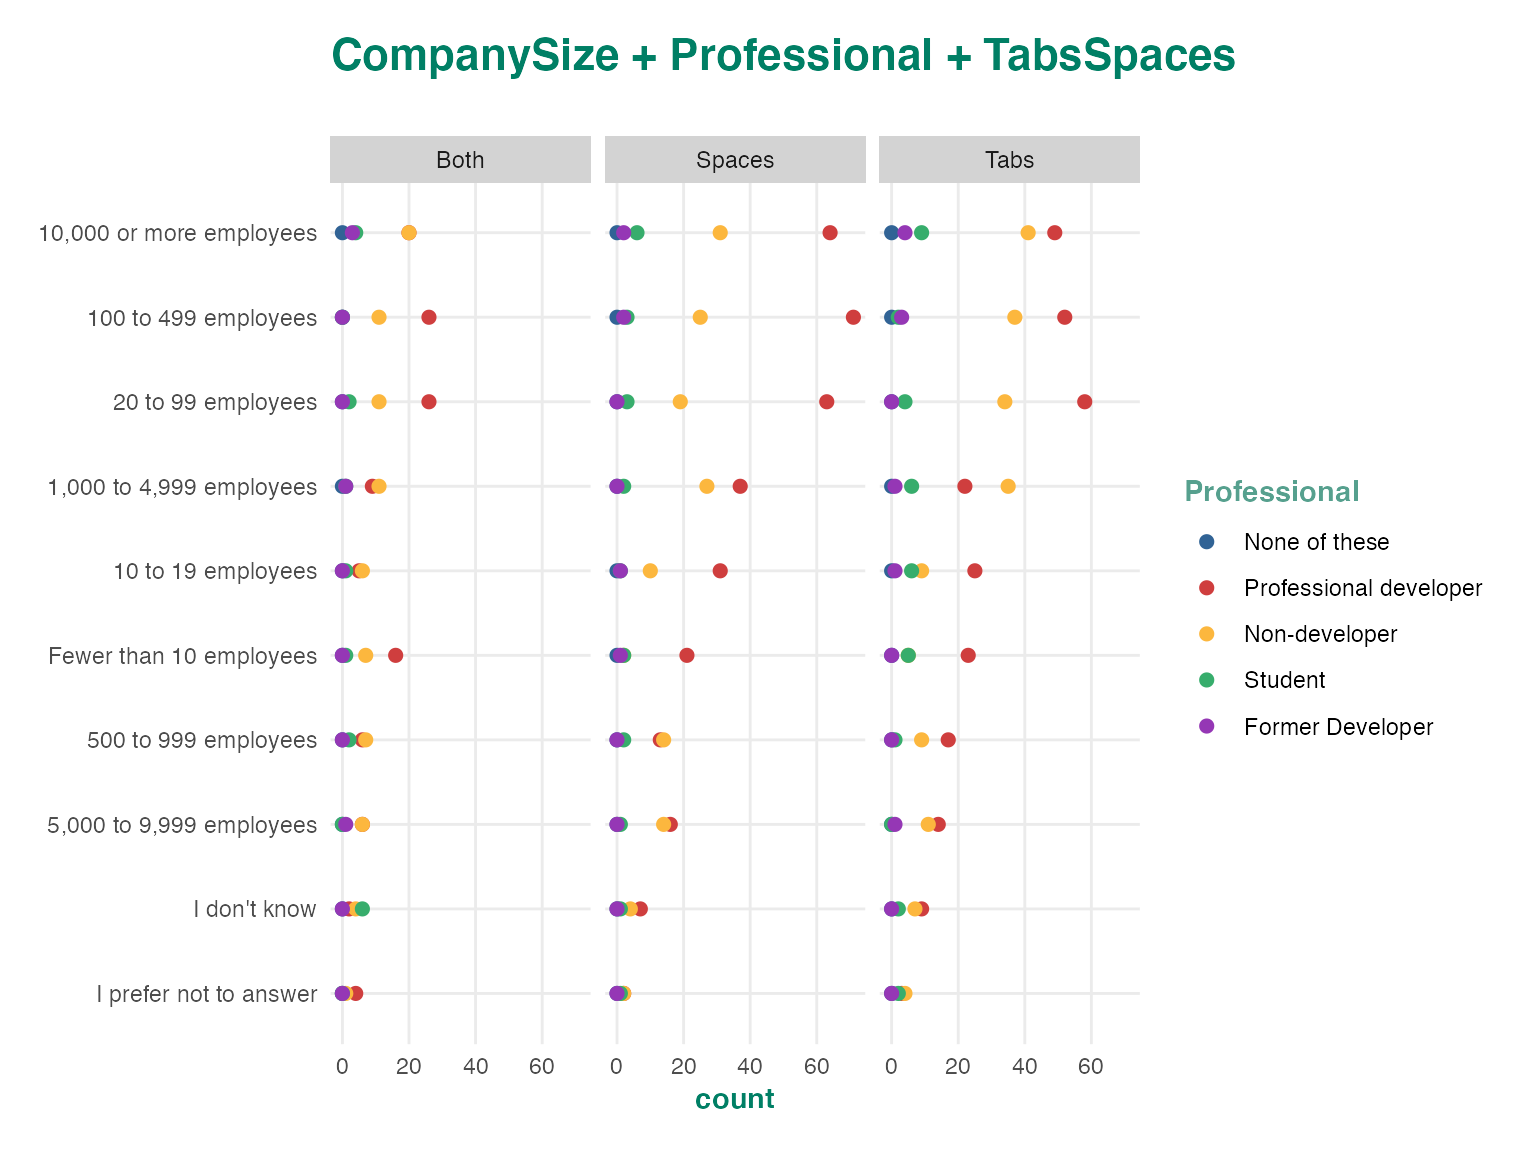 CompanySize + Professional + TabsSpaces
Both Spaces Tabs
10,000 or more employees
100 to 499 employees
20 to 99 employees
1,000 to 4,999 employees
10 to 19 employees
Fewer than 10 employees
500 to 999 employees
5,000 to 9,999 employees
I don't know
I prefer not to answer
0 20 40 60 0 20 40 60 0 20 40 60
count
Professional
None of these
Professional developer
Non-developer
Student
Former Developer